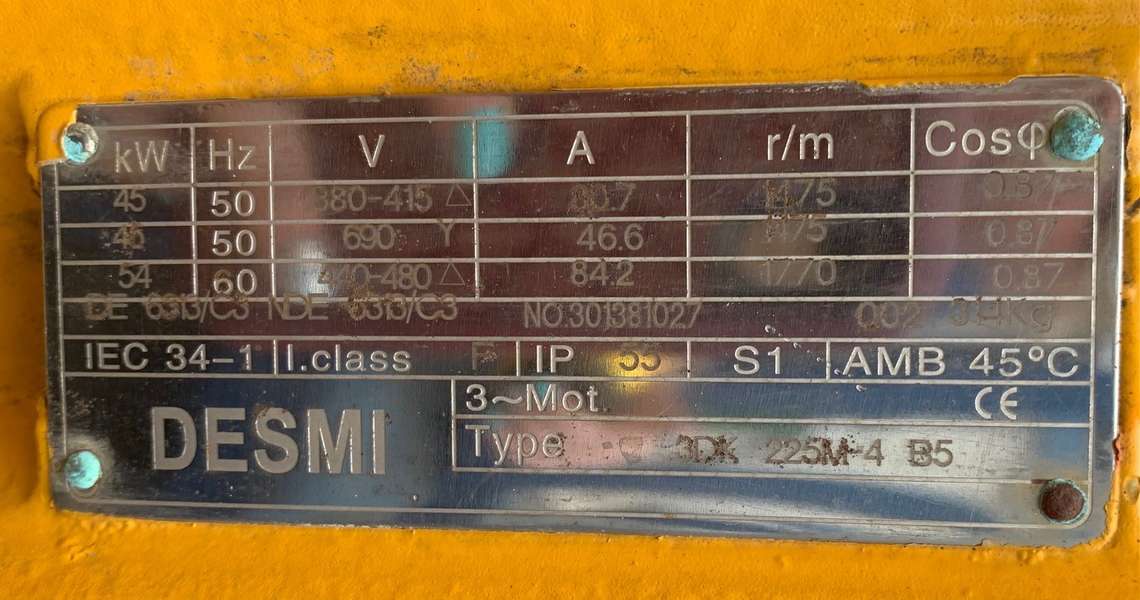 kW Hz V A r/m Cosφ
45 50 380-415 △ 80.7 1475 0.87
45 50 690 Y 46.6 1475 0.87
54 60 440-480 △ 84.2 1770 0.87
DE 6313/C3 NDE 6313/C3 NO.301381027 002 314Kg
IEC 34-1 I.class F IP 55 S1 AMB 45°C
DESMI
3~Mot. CE
Type 3DK 225M-4 B5